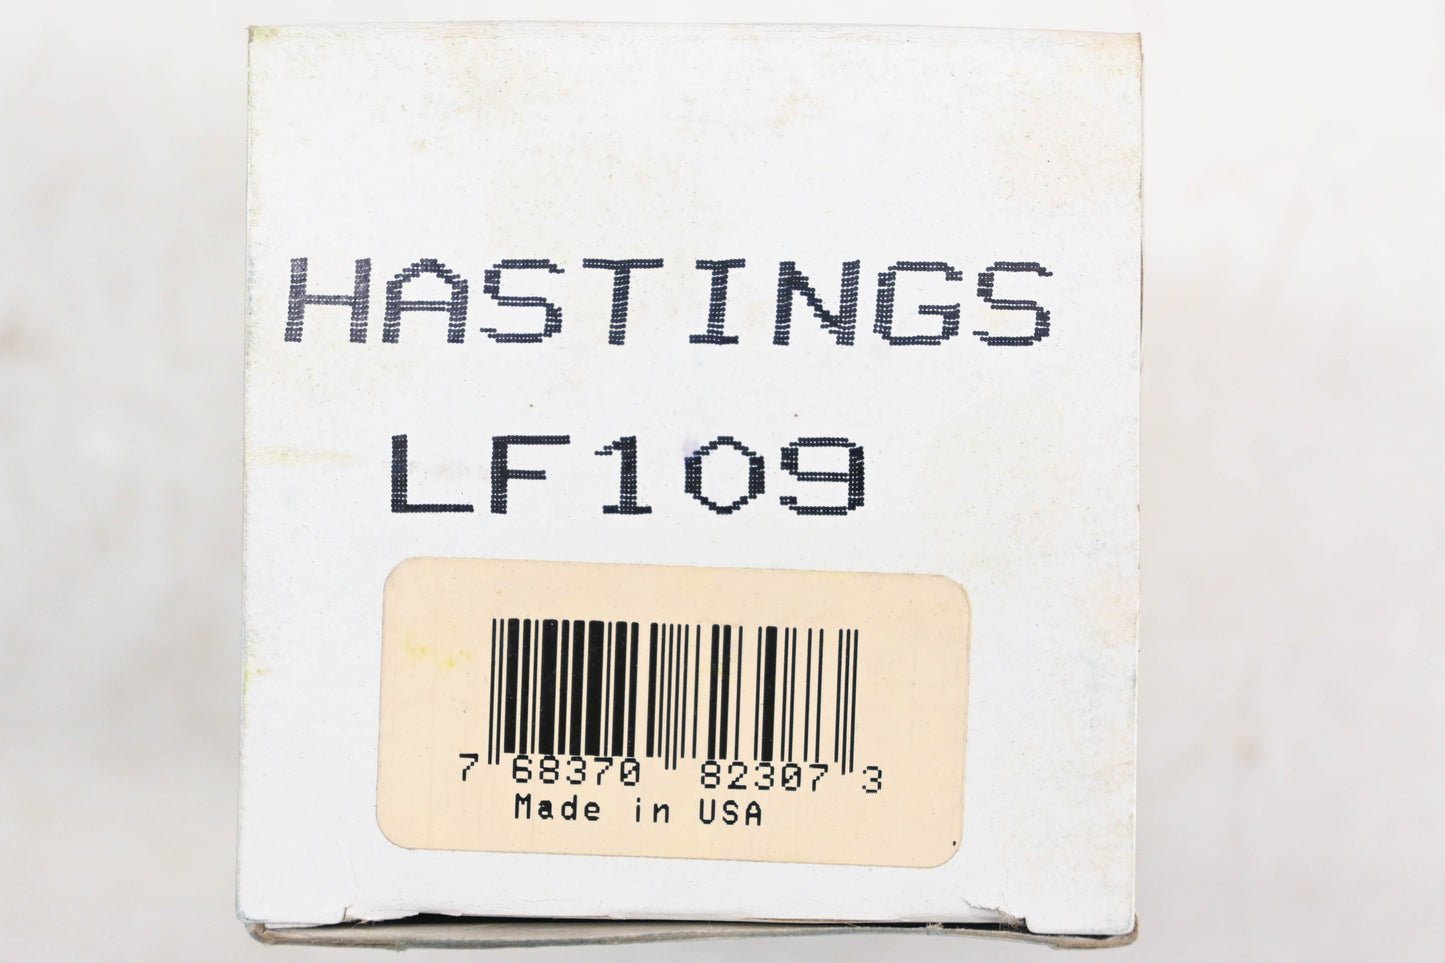 HASTINGS
LF109
7 68370 82307 3
Made in USA